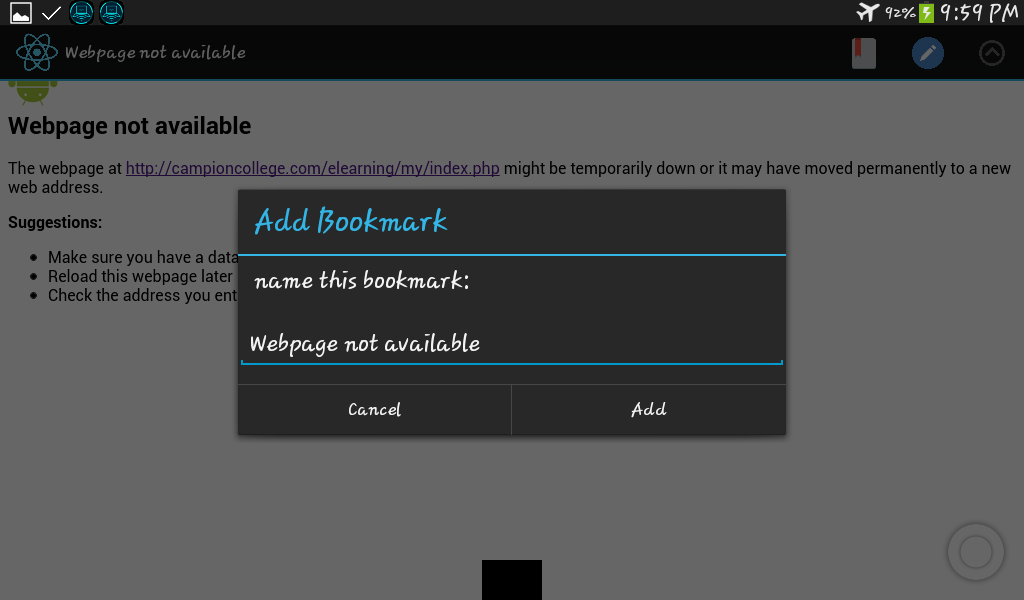 92% 9:59 PM
Webpage not available
Webpage not available
The webpage at http://campioncollege.com/elearning/my/index.php might be temporarily down or it may have moved permanently to a new
web address.
Suggestions:
Make sure you have a data
Reload this webpage later
Check the address you ent
Add Bookmark
name this bookmark:
Webpage not available
Cancel Add